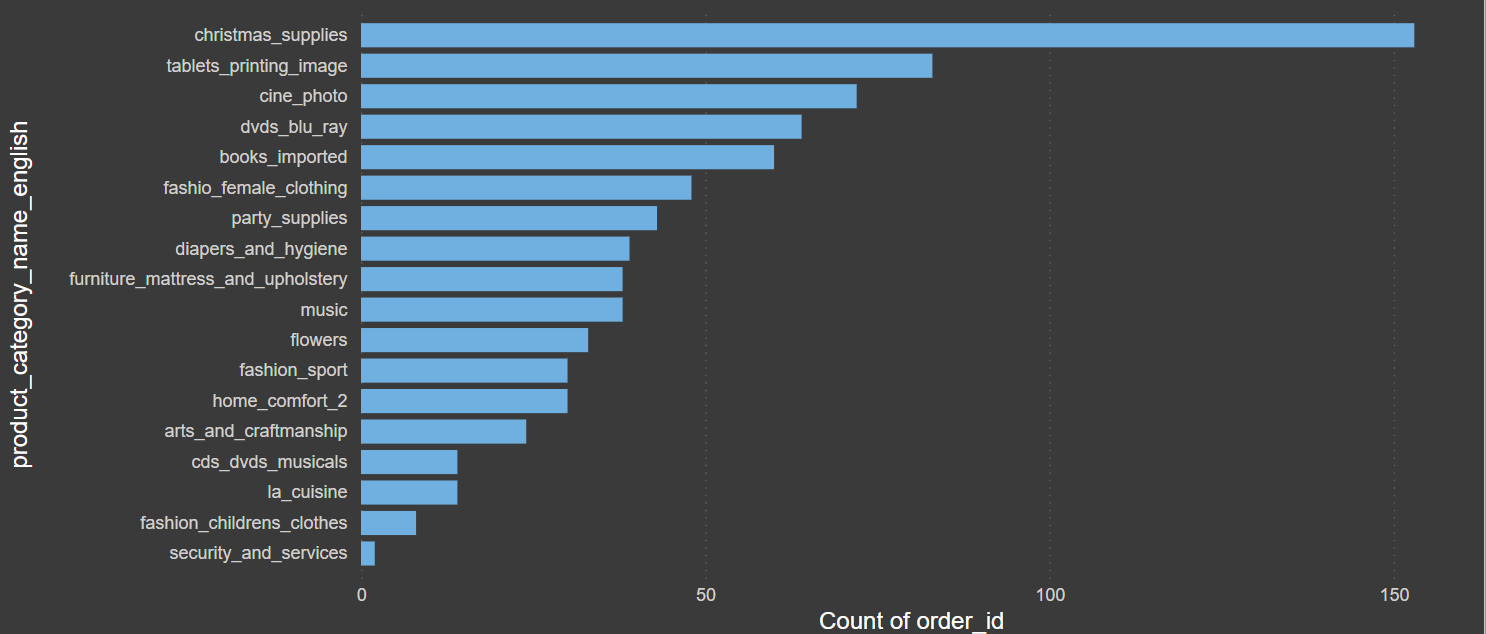 product_category_name_english
christmas_supplies
tablets_printing_image
cine_photo
dvds_blu_ray
books_imported
fashio_female_clothing
party_supplies
diapers_and_hygiene
furniture_mattress_and_upholstery
music
flowers
fashion_sport
home_comfort_2
arts_and_craftmanship
cds_dvds_musicals
la_cuisine
fashion_childrens_clothes
security_and_services
0 50 100 150
Count of order_id